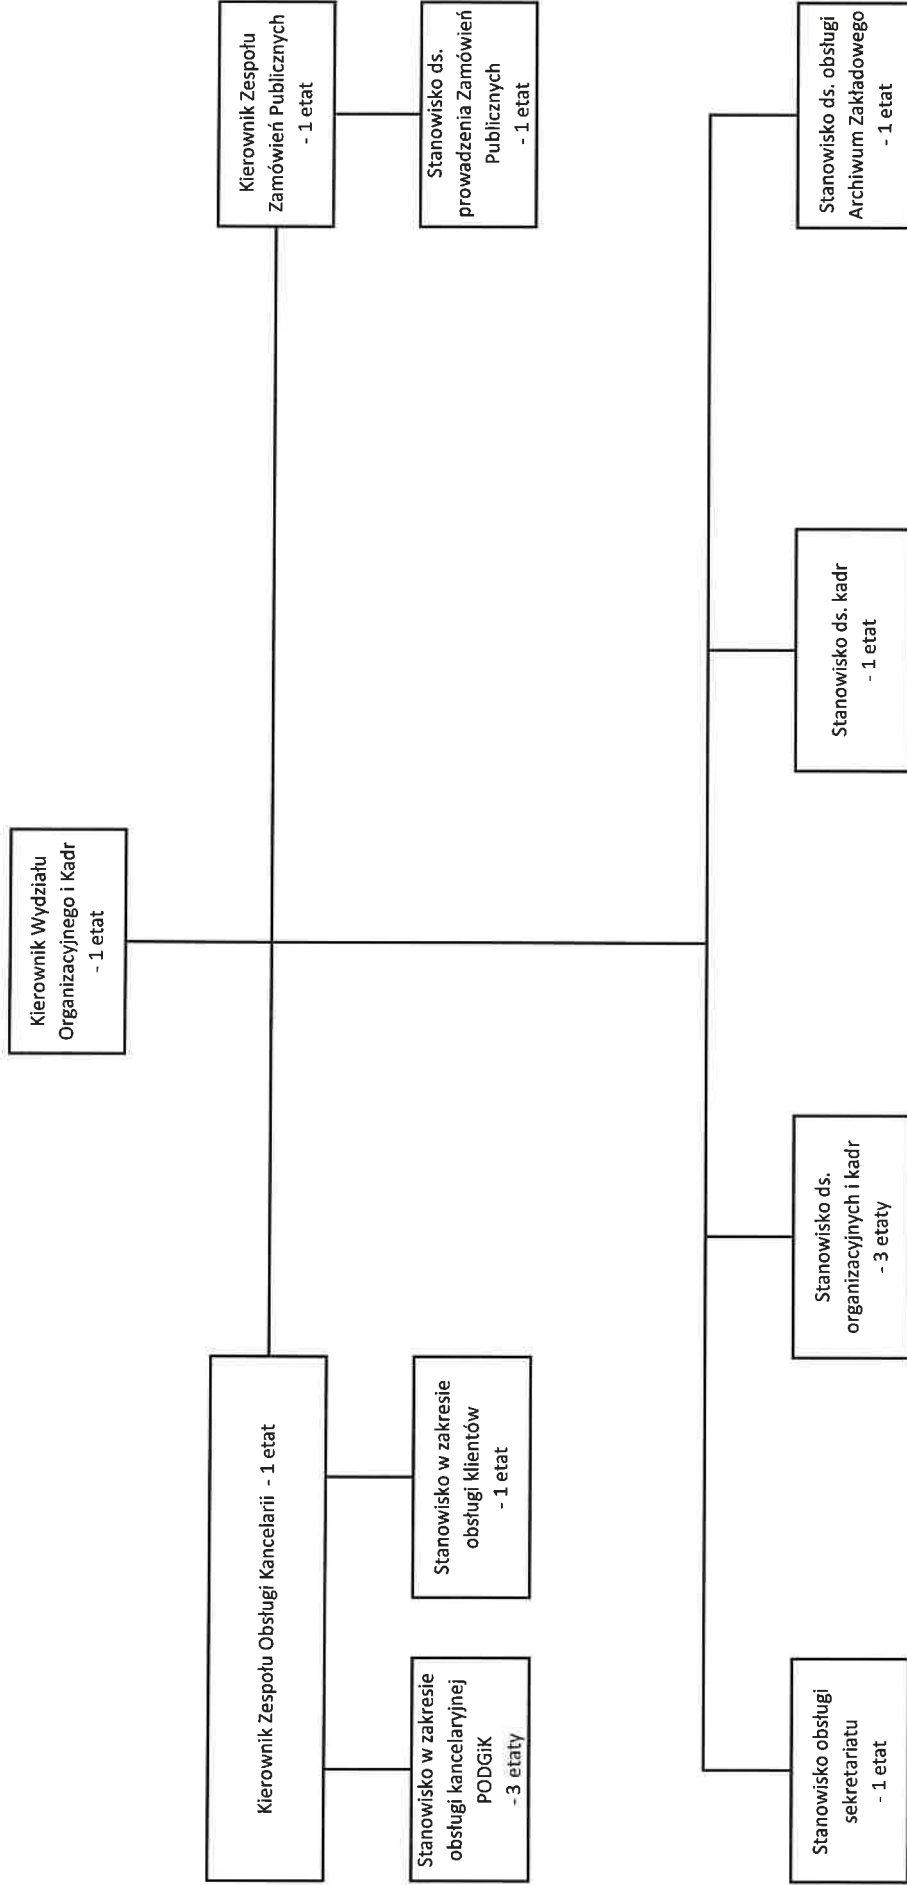 Kierownik Wydziału
Organizacyjnego i Kadr
- 1 etat
Kierownik Zespołu Obsługi Kancelarii - 1 etat
Kierownik Zespołu
Zamówień Publicznych
- 1 etat
Stanowisko w zakresie
obsługi kancelaryjnej
PODGiK
- 3 etaty
Stanowisko w zakresie
obsługi klientów
- 1 etat
Stanowisko ds.
prowadzenia Zamówień
Publicznych
- 1 etat
Stanowisko obsługi
sekretariatu
- 1 etat
Stanowisko ds.
organizacyjnych i kadr
- 3 etaty
Stanowisko ds. kadr
- 1 etat
Stanowisko ds. obsługi
Archiwum Zakładowego
- 1 etat